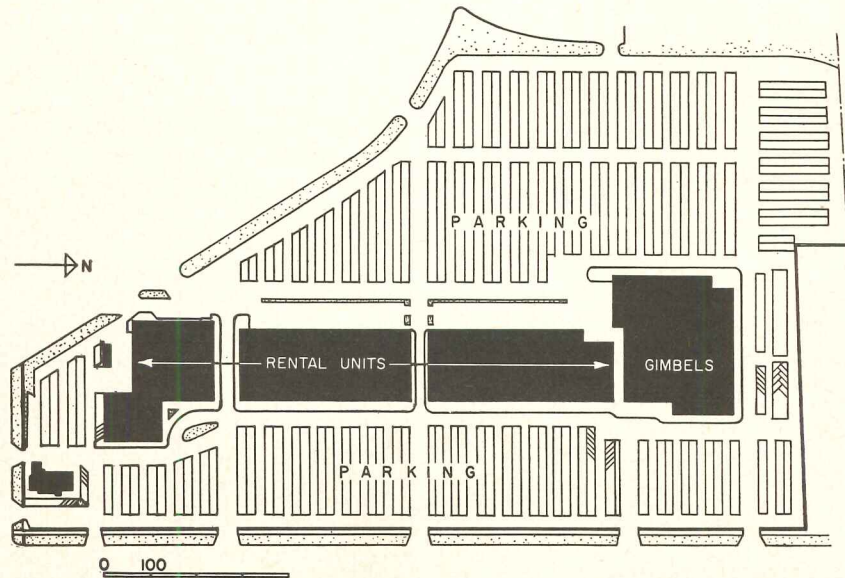 PARKING
N
RENTAL UNITS
GIMBELS
PARKING
0 100